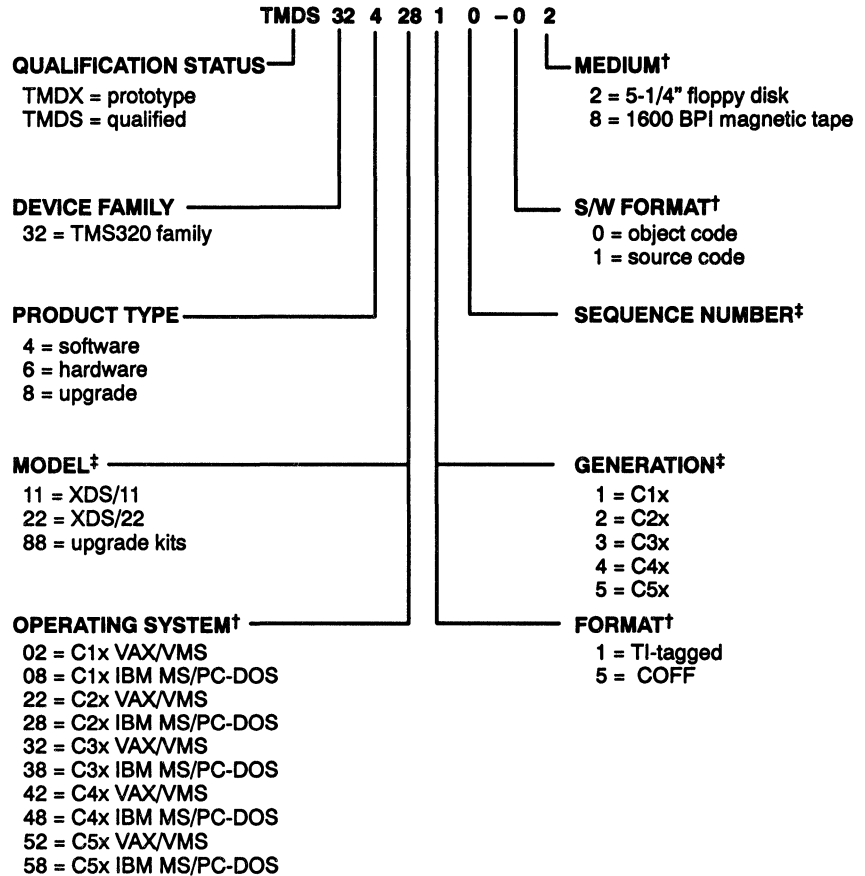 TMDS 32 4 28 1 0 – 0 2
QUALIFICATION STATUS
TMDX = prototype
TMDS = qualified
MEDIUM†
2 = 5-1/4" floppy disk
8 = 1600 BPI magnetic tape
DEVICE FAMILY
32 = TMS320 family
S/W FORMAT†
0 = object code
1 = source code
PRODUCT TYPE
4 = software
6 = hardware
8 = upgrade
SEQUENCE NUMBER‡
MODEL‡
11 = XDS/11
22 = XDS/22
88 = upgrade kits
GENERATION‡
1 = C1x
2 = C2x
3 = C3x
4 = C4x
5 = C5x
OPERATING SYSTEM†
02 = C1x VAX/VMS
08 = C1x IBM MS/PC-DOS
22 = C2x VAX/VMS
28 = C2x IBM MS/PC-DOS
32 = C3x VAX/VMS
38 = C3x IBM MS/PC-DOS
42 = C4x VAX/VMS
48 = C4x IBM MS/PC-DOS
52 = C5x VAX/VMS
58 = C5x IBM MS/PC-DOS
FORMAT†
1 = TI-tagged
5 = COFF